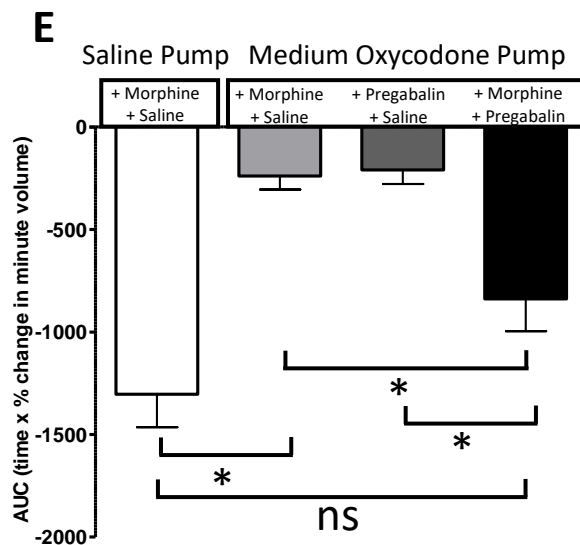 E
Saline Pump Medium Oxycodone Pump
+ Morphine + Morphine + Pregabalin + Morphine
+ Saline + Saline + Saline + Pregabalin
0
-500
-1000
-1500
-2000
AUC (time x % change in minute volume)
*
*
*
ns